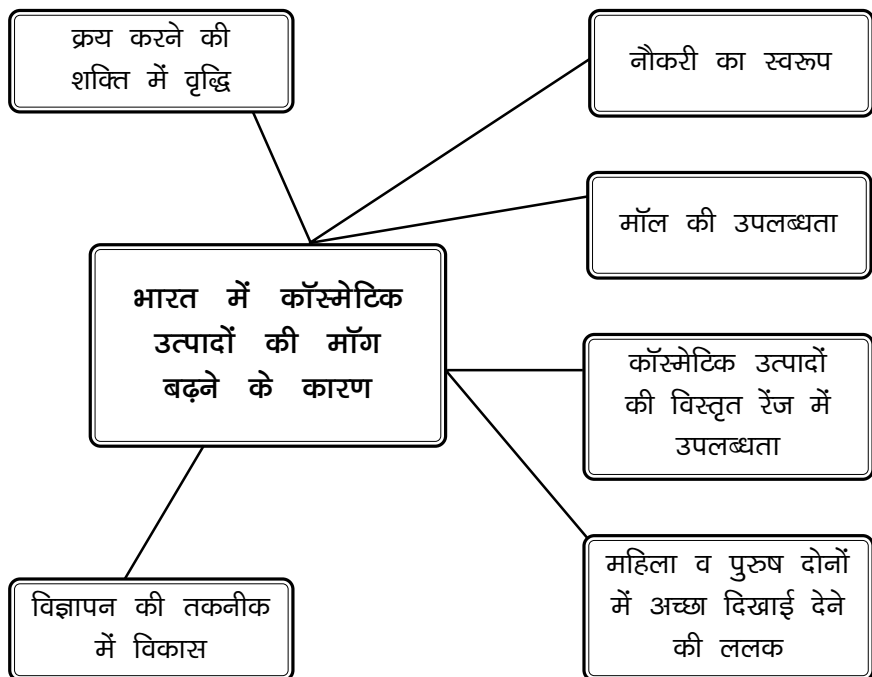 क्रय करने की
शक्ति में वृद्धि
नौकरी का स्वरूप
मॉल की उपलब्धता
भारत में कॉस्मेटिक
उत्पादों की मॉग
बढ़ने के कारण
कॉस्मेटिक उत्पादों
की विस्तृत रेंज में
उपलब्धता
विज्ञापन की तकनीक
में विकास
महिला व पुरुष दोनों
में अच्छा दिखाई देने
की ललक